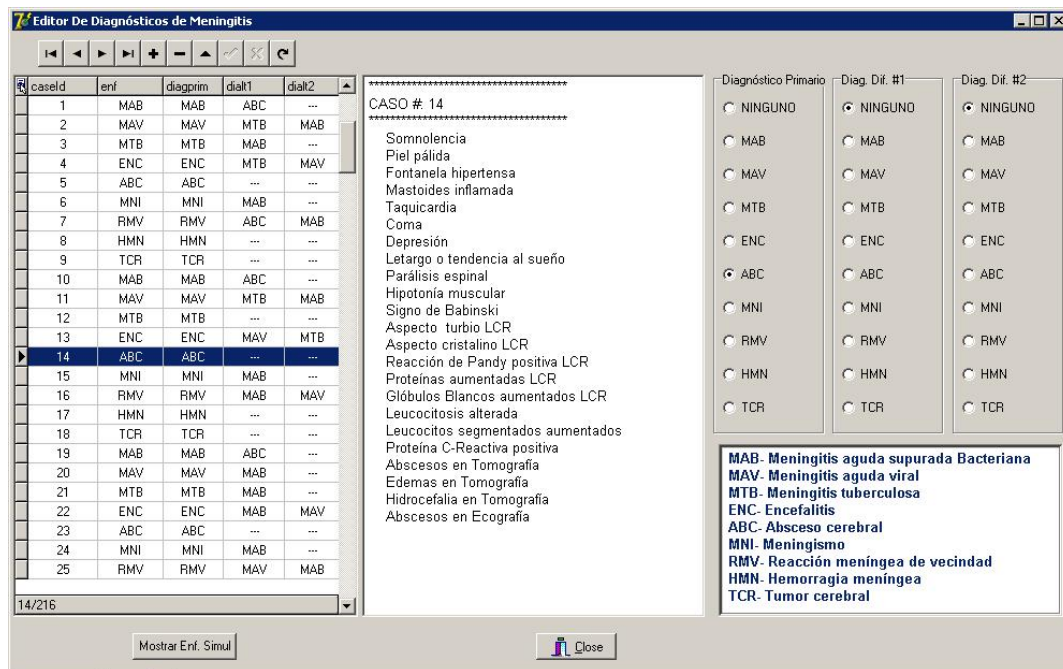 Editor De Diagnósticos de Meningitis
caseId enf diagprim dialt1 dialt2
1 MAB MAB ABC ---
2 MAV MAV MTB MAB
3 MTB MTB MAB ---
4 ENC ENC MTB MAV
5 ABC ABC --- ---
6 MNI MNI MAB ---
7 RMV RMV ABC MAB
8 HMN HMN --- ---
9 TCR TCR --- ---
10 MAB MAB ABC ---
11 MAV MAV MTB MAB
12 MTB MTB --- ---
13 ENC ENC MAV MTB
14 ABC ABC --- ---
15 MNI MNI MAB ---
16 RMV RMV MAB MAV
17 HMN HMN --- ---
18 TCR TCR --- ---
19 MAB MAB ABC ---
20 MAV MAV MAB ---
21 MTB MTB MAB ---
22 ENC ENC MAB MAV
23 ABC ABC --- ---
24 MNI MNI MAB ---
25 RMV RMV MAV MAB
14/216
Mostrar Enf. Simul
************************************
CASO #: 14
************************************
Somnolencia
Piel pálida
Fontanela hipertensa
Mastoides inflamada
Taquicardia
Coma
Depresión
Letargo o tendencia al sueño
Parálisis espinal
Hipotonía muscular
Signo de Babinski
Aspecto turbio LCR
Aspecto cristalino LCR
Reacción de Pandy positiva LCR
Proteínas aumentadas LCR
Glóbulos Blancos aumentados LCR
Leucocitosis alterada
Leucocitos segmentados aumentados
Proteína C-Reactiva positiva
Abscesos en Tomografía
Edemas en Tomografía
Hidrocefalia en Tomografía
Abscesos en Ecografía
Close
Diagnóstico Primario Diag. Dif. #1 Diag. Dif. #2
NINGUNO NINGUNO NINGUNO
MAB MAB MAB
MAV MAV MAV
MTB MTB MTB
ENC ENC ENC
ABC ABC ABC
MNI MNI MNI
RMV RMV RMV
HMN HMN HMN
TCR TCR TCR
MAB- Meningitis aguda supurada Bacteriana
MAV- Meningitis aguda viral
MTB- Meningitis tuberculosa
ENC- Encefalitis
ABC- Absceso cerebral
MNI- Meningismo
RMV- Reacción meníngea de vecindad
HMN- Hemorragia meníngea
TCR- Tumor cerebral